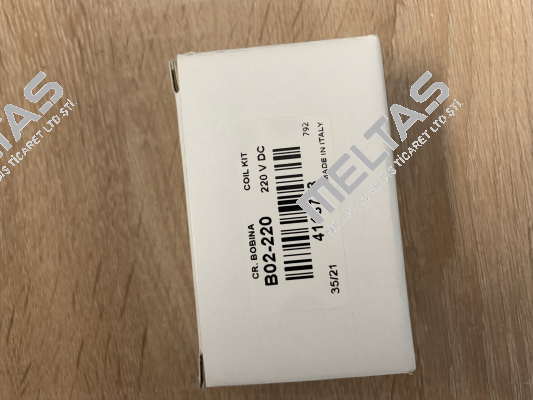 CR. BOBINA COIL KIT
B02-220 220 V DC
792
MADE IN ITALY
35/21
MELTAS